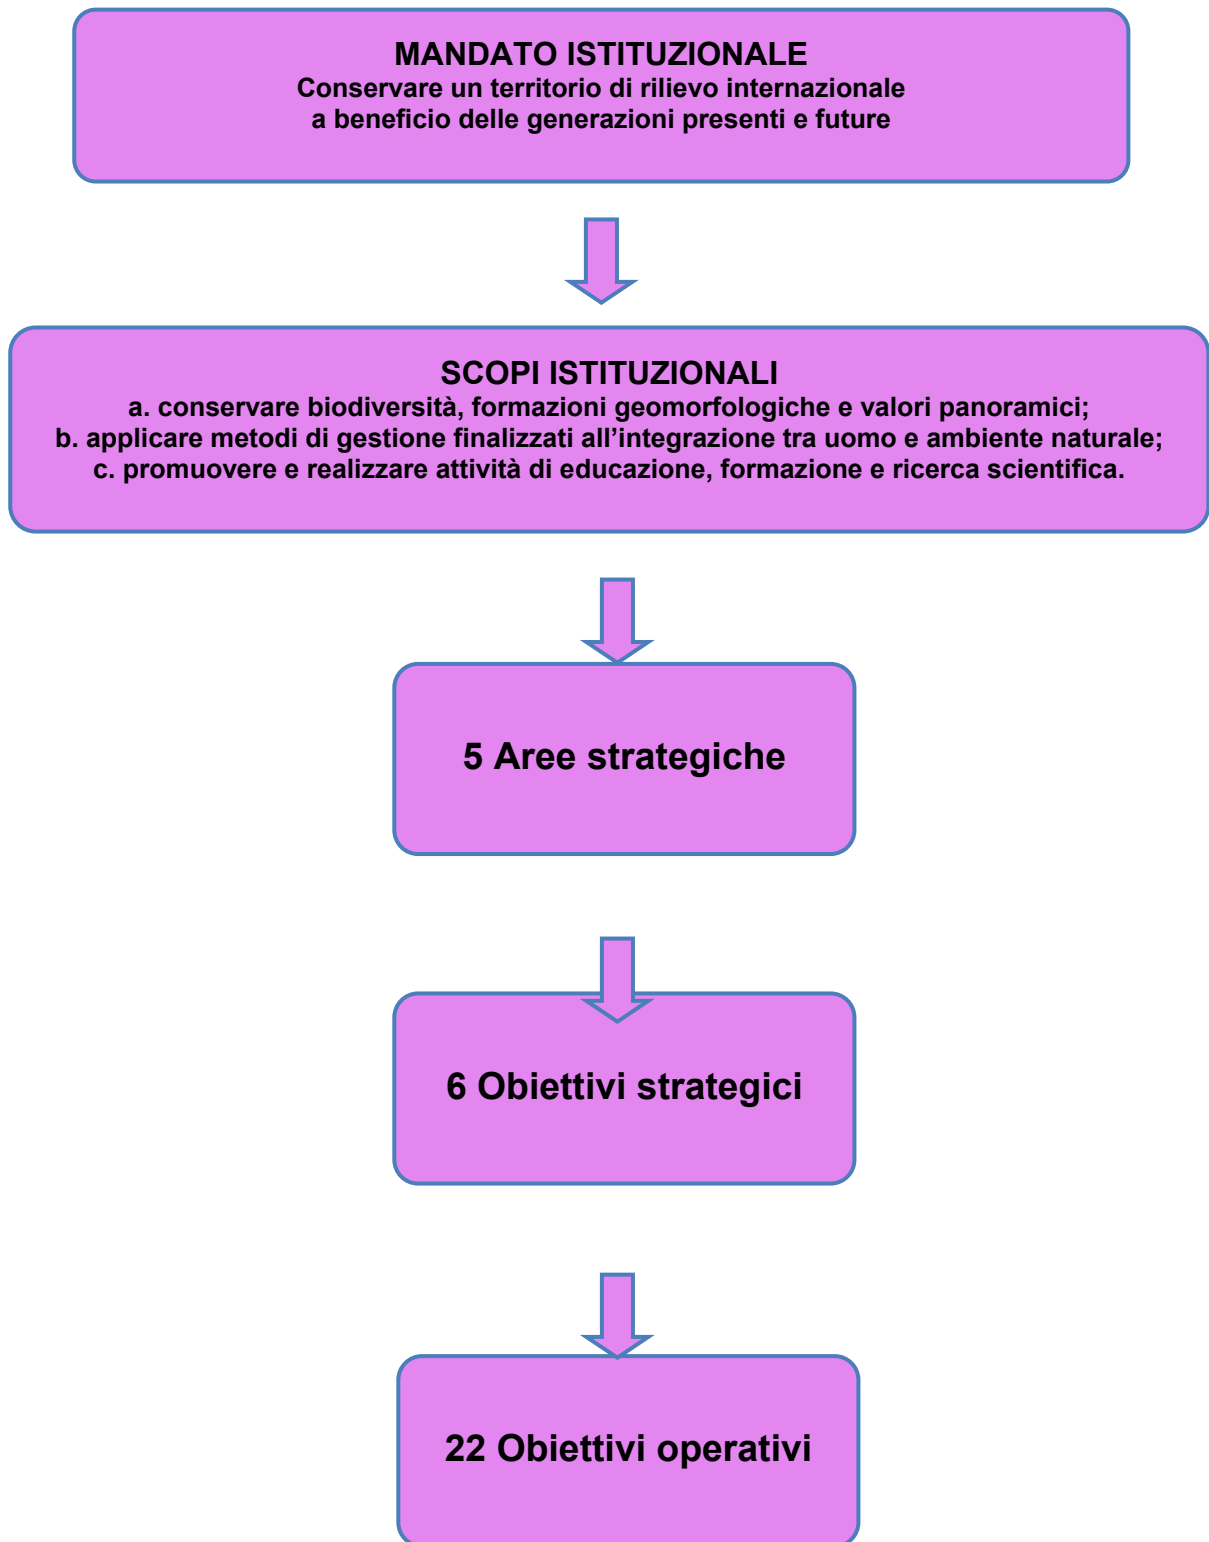 MANDATO ISTITUZIONALE
Conservare un territorio di rilievo internazionale
a beneficio delle generazioni presenti e future
SCOPI ISTITUZIONALI
a. conservare biodiversità, formazioni geomorfologiche e valori panoramici;
b. applicare metodi di gestione finalizzati all’integrazione tra uomo e ambiente naturale;
c. promuovere e realizzare attività di educazione, formazione e ricerca scientifica.
5 Aree strategiche
6 Obiettivi strategici
22 Obiettivi operativi